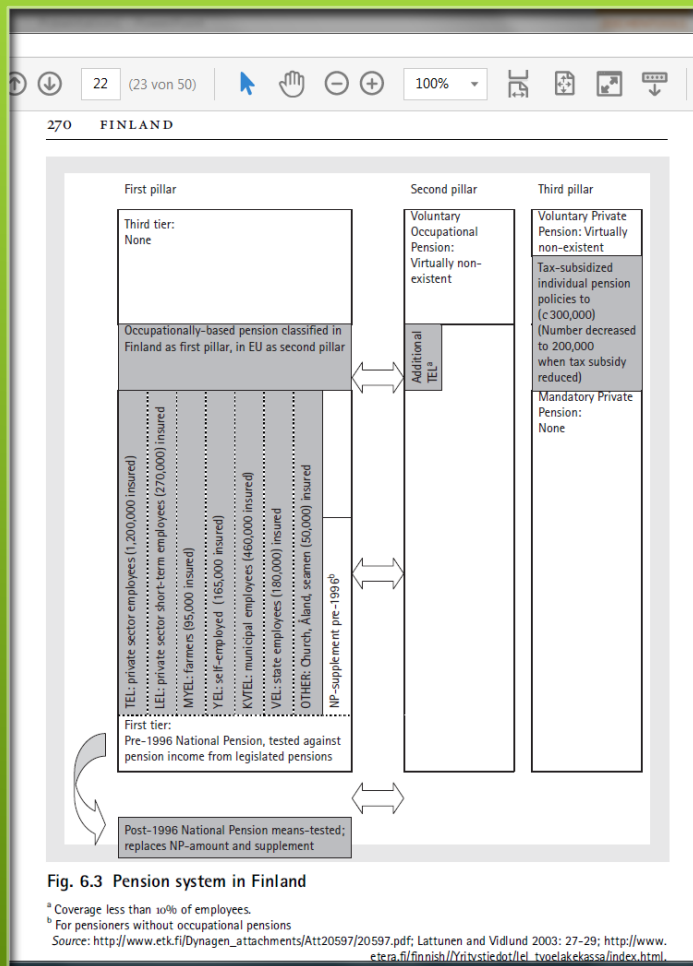 22 (23 von 50) 100%
270 FINLAND
First pillar
Second pillar
Third pillar
Third tier:
None
Voluntary
Occupational
Pension:
Virtually non-
existent
Voluntary Private
Pension: Virtually
non-existent
Tax-subsidized
individual pension
policies to
(c 300,000)
(Number decreased
to 200,000
when tax subsidy
reduced)
Mandatory Private
Pension:
None
Occupationally-based pension classified in
Finland as first pillar, in EU as second pillar
Additional
TELa
TEL: private sector employees (1,200,000 insured)
LEL: private sector short-term employees (270,000) insured
MYEL: farmers (95,000 insured)
YEL: self-employed (165,000 insured)
KVTEL: municipal employees (460,000 insured)
VEL: state employees (180,000) insured
OTHER: Church, Åland, seamen (50,000) insured
NP-supplement pre-1996b
First tier:
Pre-1996 National Pension, tested against
pension income from legislated pensions
Post-1996 National Pension means-tested;
replaces NP-amount and supplement
Fig. 6.3 Pension system in Finland
a Coverage less than 10% of employees.
b For pensioners without occupational pensions
Source: http://www.etk.fi/Dynagen_attachments/Att20597/20597.pdf; Lattunen and Vidlund 2003: 27-29; http://www.
etera.fi/finnish//Yritystiedot/lel_tyoelakekassa/index.html.